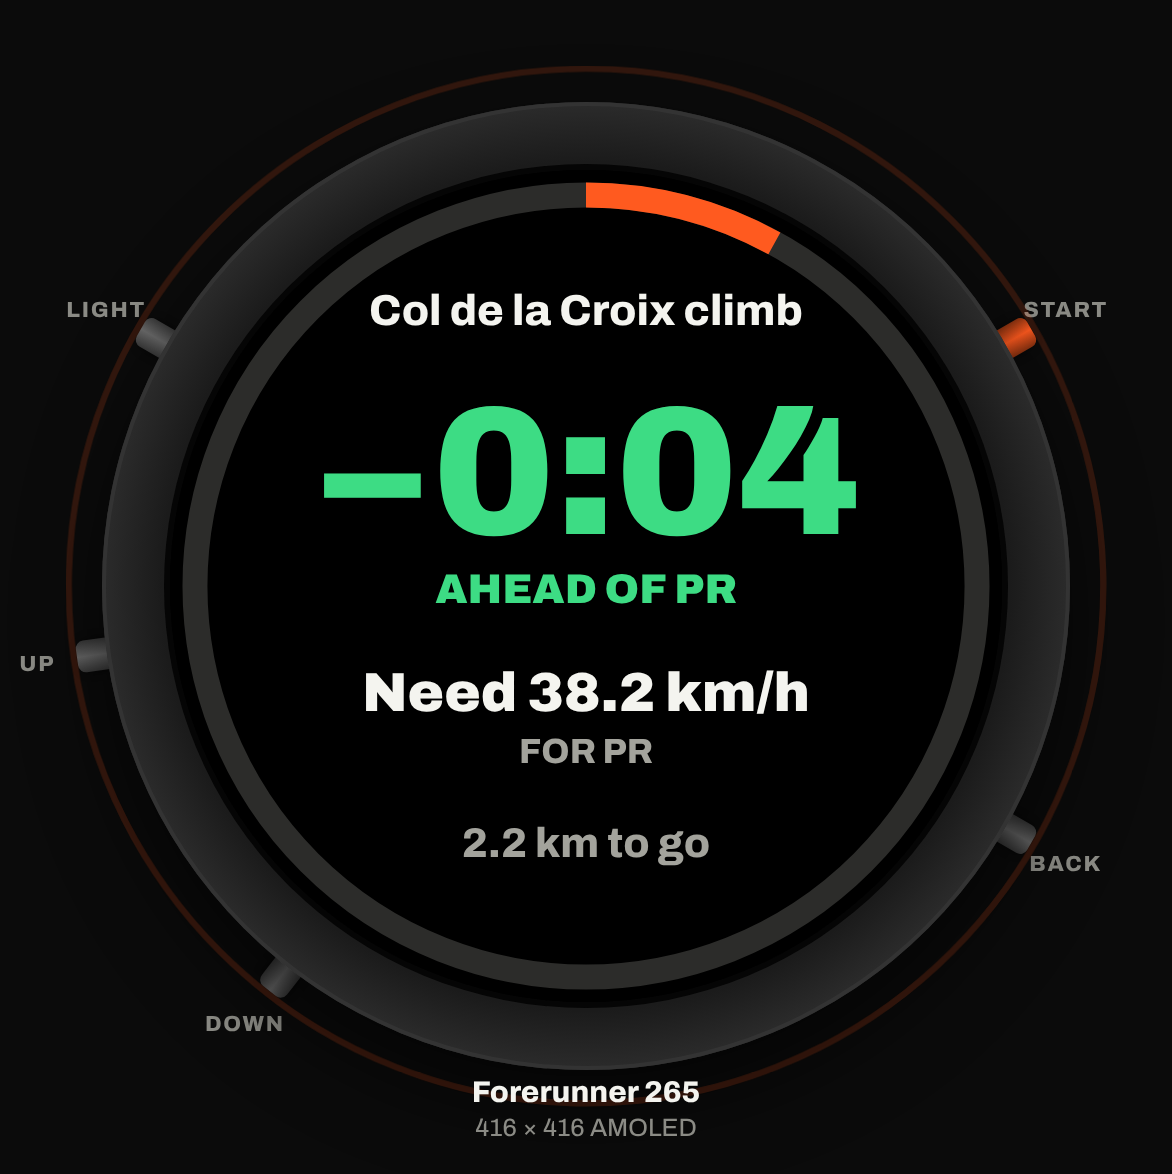 LIGHT
START
Col de la Croix climb
–0:04
AHEAD OF PR
UP
Need 38.2 km/h
FOR PR
2.2 km to go
BACK
DOWN
Forerunner 265
416 × 416 AMOLED